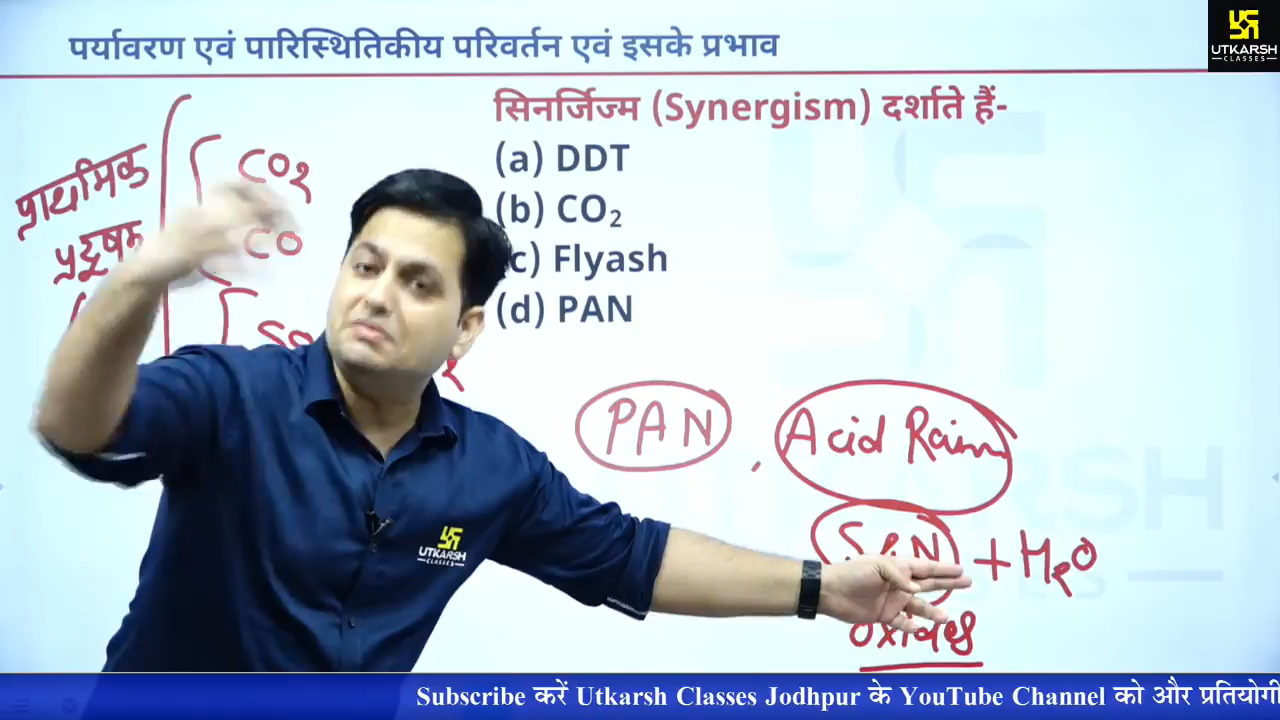 पर्यावरण एवं पारिस्थितिकीय परिवर्तन एवं इसके प्रभाव
UTKARSH
CLASSES
सिनर्जिज्म (Synergism) दर्शाते हैं-
(a) DDT
(b) CO₂
c) Flyash
(d) PAN
प्राथमिक
प्रदूषक
CO₂
CO
PAN , Acid Rain
S & N + H₂O
oxides
UTKARSH
CLASSES
Subscribe करें Utkarsh Classes Jodhpur के YouTube Channel को और प्रतियोगी